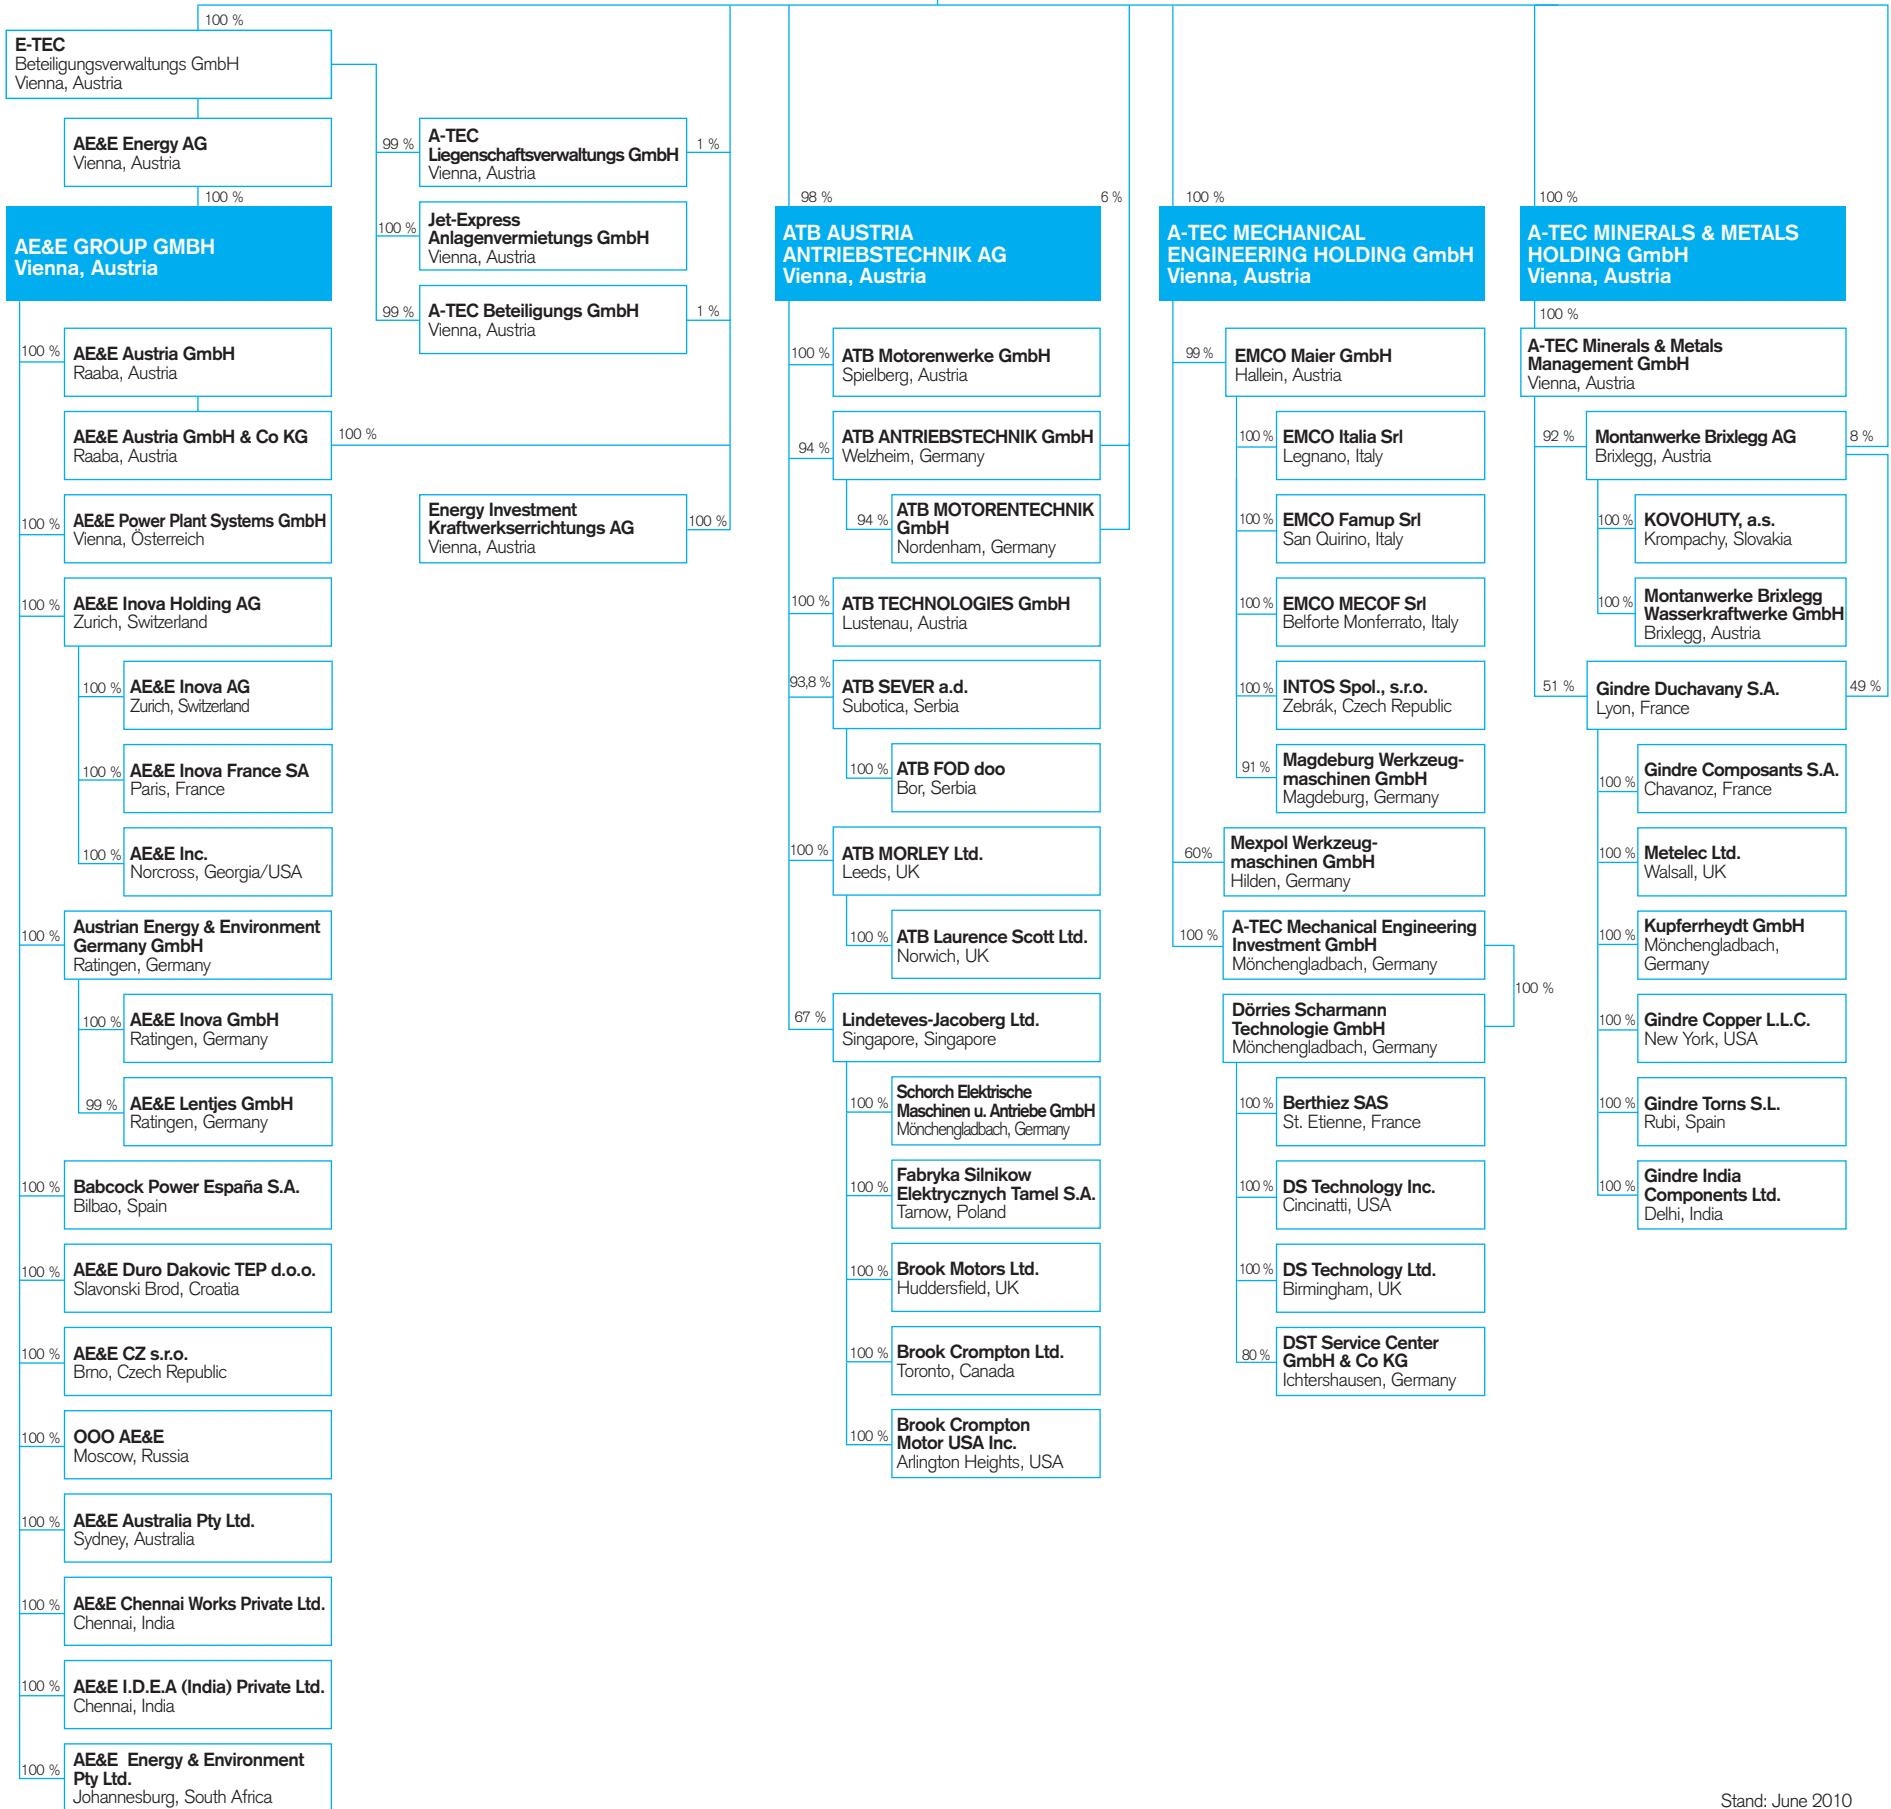 100 %
E-TEC
Beteiligungsverwaltungs GmbH
Vienna, Austria
AE&E Energy AG
Vienna, Austria
100 %
AE&E GROUP GMBH
Vienna, Austria
100 %
AE&E Austria GmbH
Raaba, Austria
AE&E Austria GmbH & Co KG
Raaba, Austria
100 %
100 %
AE&E Power Plant Systems GmbH
Vienna, Österreich
100 %
AE&E Inova Holding AG
Zurich, Switzerland
100 %
AE&E Inova AG
Zurich, Switzerland
100 %
AE&E Inova France SA
Paris, France
100 %
AE&E Inc.
Norcross, Georgia/USA
100 %
Austrian Energy & Environment
Germany GmbH
Ratingen, Germany
100 %
AE&E Inova GmbH
Ratingen, Germany
99 %
AE&E Lentjes GmbH
Ratingen, Germany
100 %
Babcock Power España S.A.
Bilbao, Spain
100 %
AE&E Duro Dakovic TEP d.o.o.
Slavonski Brod, Croatia
100 %
AE&E CZ s.r.o.
Brno, Czech Republic
100 %
OOO AE&E
Moscow, Russia
100 %
AE&E Australia Pty Ltd.
Sydney, Australia
100 %
AE&E Chennai Works Private Ltd.
Chennai, India
100 %
AE&E I.D.E.A (India) Private Ltd.
Chennai, India
100 %
AE&E Energy & Environment
Pty Ltd.
Johannesburg, South Africa
99 %
A-TEC
Liegenschaftsverwaltungs GmbH
Vienna, Austria
1 %
100 %
Jet-Express
Anlagenvermietungs GmbH
Vienna, Austria
99 %
A-TEC Beteiligungs GmbH
Vienna, Austria
1 %
Energy Investment
Kraftwerkserrichtungs AG
Vienna, Austria
100 %
98 %
6 %
ATB AUSTRIA
ANTRIEBSTECHNIK AG
Vienna, Austria
100 %
ATB Motorenwerke GmbH
Spielberg, Austria
94 %
ATB ANTRIEBSTECHNIK GmbH
Welzheim, Germany
94 %
ATB MOTORENTECHNIK
GmbH
Nordenham, Germany
100 %
ATB TECHNOLOGIES GmbH
Lustenau, Austria
93,8 %
ATB SEVER a.d.
Subotica, Serbia
100 %
ATB FOD doo
Bor, Serbia
100 %
ATB MORLEY Ltd.
Leeds, UK
100 %
ATB Laurence Scott Ltd.
Norwich, UK
67 %
Lindeteves-Jacoberg Ltd.
Singapore, Singapore
100 %
Schorch Elektrische
Maschinen u. Antriebe GmbH
Mönchengladbach, Germany
100 %
Fabryka Silnikow
Elektrycznych Tamel S.A.
Tarnow, Poland
100 %
Brook Motors Ltd.
Huddersfield, UK
100 %
Brook Crompton Ltd.
Toronto, Canada
100 %
Brook Crompton
Motor USA Inc.
Arlington Heights, USA
100 %
A-TEC MECHANICAL
ENGINEERING HOLDING GmbH
Vienna, Austria
99 %
EMCO Maier GmbH
Hallein, Austria
100 %
EMCO Italia Srl
Legnano, Italy
100 %
EMCO Famup Srl
San Quirino, Italy
100 %
EMCO MECOF Srl
Belforte Monferrato, Italy
100 %
INTOS Spol., s.r.o.
Zebrák, Czech Republic
91 %
Magdeburg Werkzeug-
maschinen GmbH
Magdeburg, Germany
60%
Mexpol Werkzeug-
maschinen GmbH
Hilden, Germany
100 %
A-TEC Mechanical Engineering
Investment GmbH
Mönchengladbach, Germany
100 %
Dörries Scharmann
Technologie GmbH
Mönchengladbach, Germany
100 %
Berthiez SAS
St. Etienne, France
100 %
DS Technology Inc.
Cincinatti, USA
100 %
DS Technology Ltd.
Birmingham, UK
80 %
DST Service Center
GmbH & Co KG
Ichtershausen, Germany
100 %
A-TEC MINERALS & METALS
HOLDING GmbH
Vienna, Austria
100 %
A-TEC Minerals & Metals
Management GmbH
Vienna, Austria
92 %
Montanwerke Brixlegg AG
Brixlegg, Austria
8 %
100 %
KOVOHUTY, a.s.
Krompachy, Slovakia
100 %
Montanwerke Brixlegg
Wasserkraftwerke GmbH
Brixlegg, Austria
51 %
Gindre Duchavany S.A.
Lyon, France
49 %
100 %
Gindre Composants S.A.
Chavanoz, France
100 %
Metelec Ltd.
Walsall, UK
100 %
Kupferrheydt GmbH
Mönchengladbach,
Germany
100 %
Gindre Copper L.L.C.
New York, USA
100 %
Gindre Torns S.L.
Rubi, Spain
100 %
Gindre India
Components Ltd.
Delhi, India
Stand: June 2010